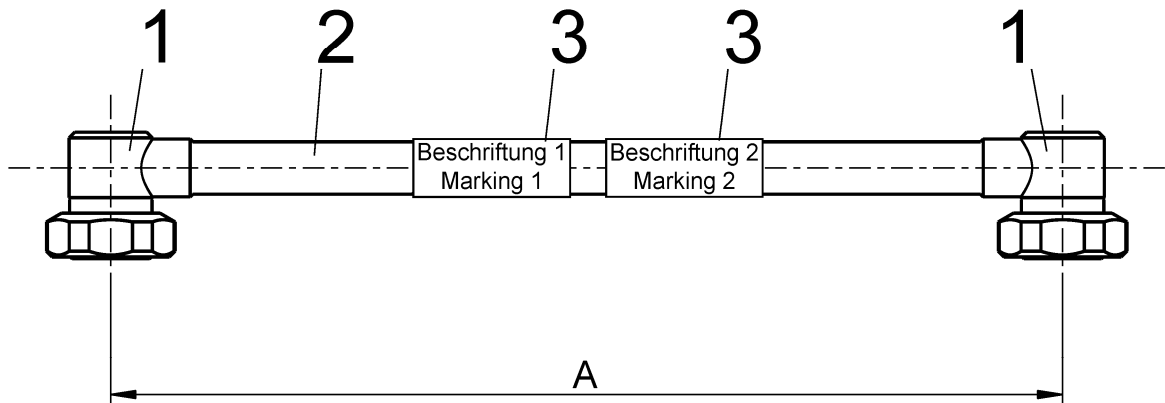 1 2 3 3 1
Beschriftung 1
Marking 1
Beschriftung 2
Marking 2
A